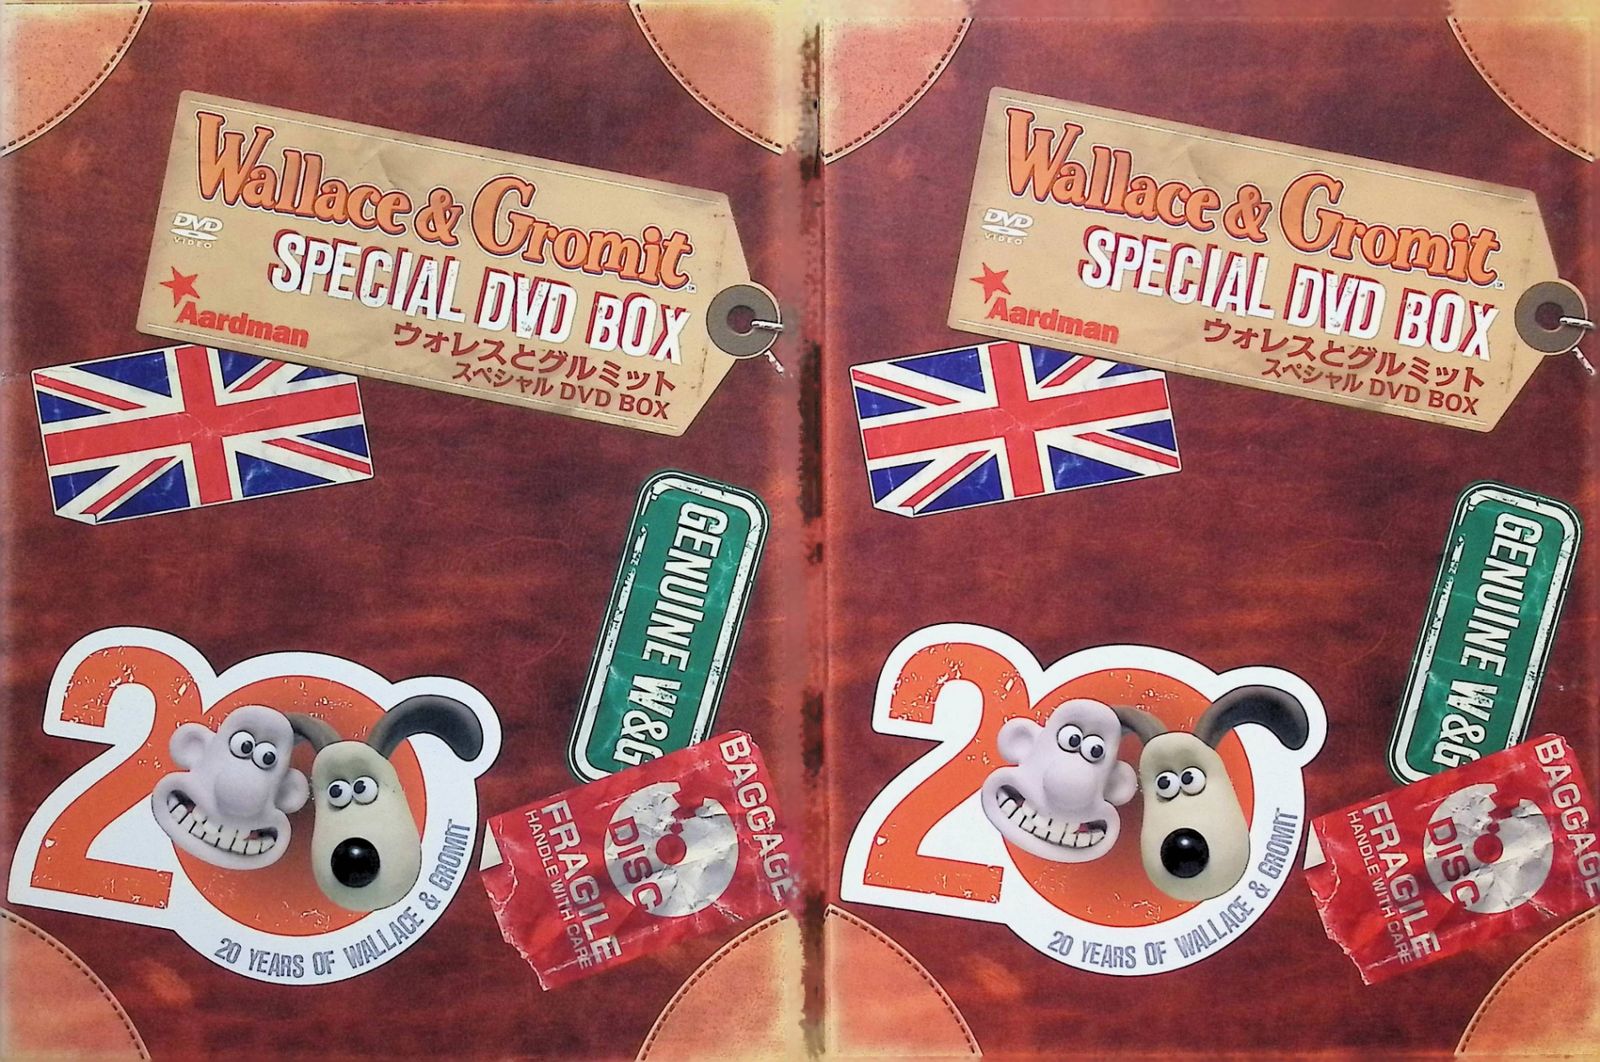 Wallace & Gromit™
DVD
VIDEO
SPECIAL DVD BOX
Aardman
ウォレスとグルミット
スペシャル DVD BOX
GENUINE W&G
20
20 YEARS OF WALLACE & GROMIT
BAGGAGE
DISC
FRAGILE
HANDLE WITH CARE
Wallace & Gromit™
DVD
VIDEO
SPECIAL DVD BOX
Aardman
ウォレスとグルミット
スペシャル DVD BOX
GENUINE W&G
20
20 YEARS OF WALLACE & GROMIT
BAGGAGE
DISC
FRAGILE
HANDLE WITH CARE